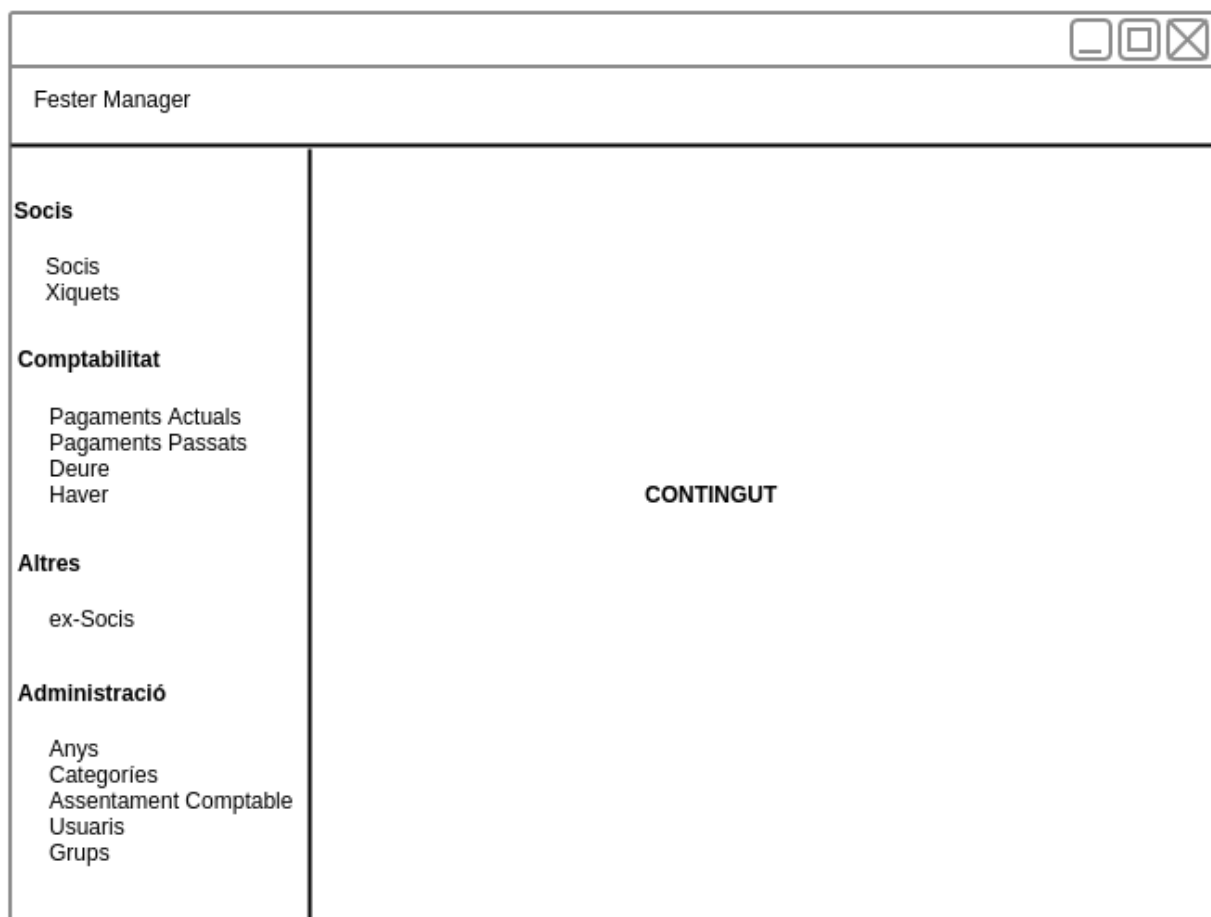 Fester Manager
Socis
Socis
Xiquets
Comptabilitat
Pagaments Actuals
Pagaments Passats
Deure
Haver
CONTINGUT
Altres
ex-Socis
Administració
Anys
Categoríes
Assentament Comptable
Usuaris
Grups